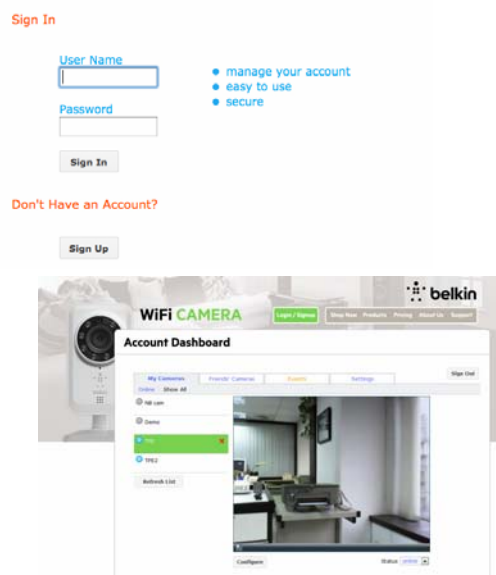 Sign In
User Name
manage your account
easy to use
secure
Password
Sign In
Don't Have an Account?
Sign Up
belkin
WiFi CAMERA
Login / Signup
Shop Now Products Pricing About Us Support
Account Dashboard
Sign Out
My Cameras Friends' Cameras Events Settings
Online Show All
NB cam
Demo
TPE2
Refresh List
Configure
Status online